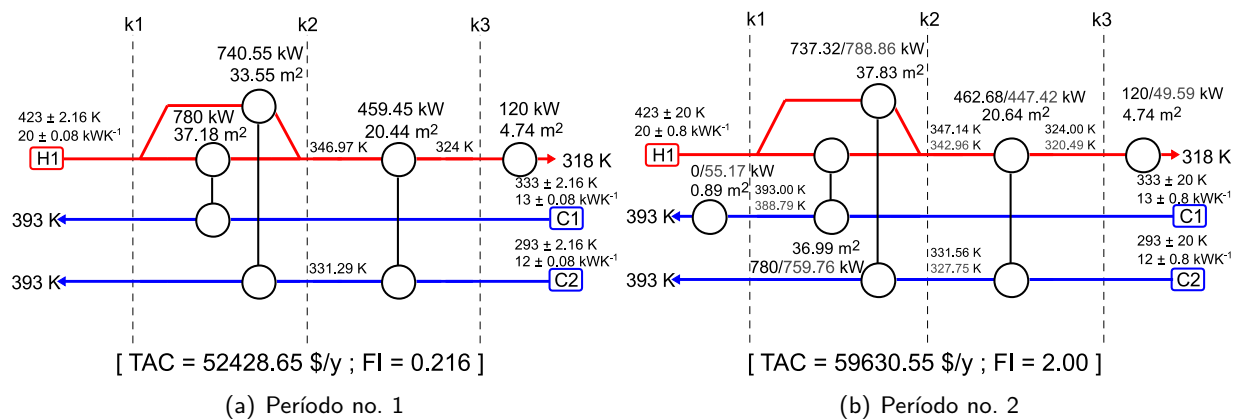 k1
k2
k3
740.55 kW
33.55 m²
780 kW
37.18 m²
459.45 kW
20.44 m²
120 kW
4.74 m²
423 ± 2.16 K
20 ± 0.08 kWK⁻¹
H1
346.97 K
324 K
318 K
333 ± 2.16 K
13 ± 0.08 kWK⁻¹
393 K
C1
293 ± 2.16 K
12 ± 0.08 kWK⁻¹
331.29 K
393 K
C2
[ TAC = 52428.65 $/y ; FI = 0.216 ]
(a) Período no. 1
k1
k2
k3
737.32/788.86 kW
37.83 m²
462.68/447.42 kW
20.64 m²
120/49.59 kW
4.74 m²
423 ± 20 K
20 ± 0.8 kWK⁻¹
H1
347.14 K
342.96 K
324.00 K
320.49 K
318 K
0/55.17 kW
0.89 m²
393.00 K
388.79 K
333 ± 20 K
13 ± 0.8 kWK⁻¹
393 K
C1
36.99 m²
780/759.76 kW
293 ± 20 K
12 ± 0.8 kWK⁻¹
331.56 K
327.75 K
393 K
C2
[ TAC = 59630.55 $/y ; FI = 2.00 ]
(b) Período no. 2